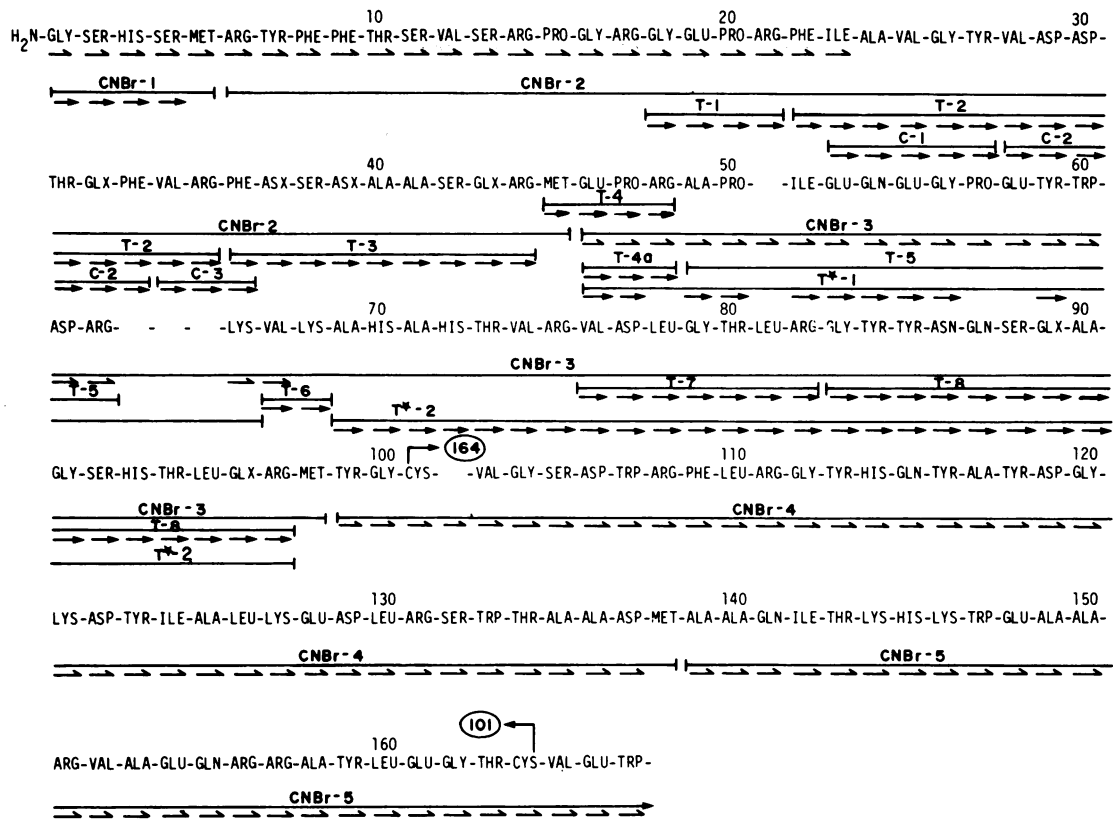 10 20 30
H2N-GLY-SER-HIS-SER-MET-ARG-TYR-PHE-PHE-THR-SER-VAL-SER-ARG-PRO-GLY-ARG-GLY-GLU-PRO-ARG-PHE-ILE-ALA-VAL-GLY-TYR-VAL-ASP-ASP-
CNBr-1 CNBr-2
T-1 T-2
C-1 C-2
40 50 60
THR-GLX-PHE-VAL-ARG-PHE-ASX-SER-ASX-ALA-ALA-SER-GLX-ARG-MET-GLU-PRO-ARG-ALA-PRO- -ILE-GLU-GLN-GLU-GLY-PRO-GLU-TYR-TRP-
T-4
CNBr-2 CNBr-3
T-2 T-3 T-4a T-5
C-2 C-3 T*-1
70 80 90
ASP-ARG- - - -LYS-VAL-LYS-ALA-HIS-ALA-HIS-THR-VAL-ARG-VAL-ASP-LEU-GLY-THR-LEU-ARG-GLY-TYR-TYR-ASN-GLN-SER-GLX-ALA-
CNBr-3
T-5 T-6 T-7 T-8
T*-2
100 164 110 120
GLY-SER-HIS-THR-LEU-GLX-ARG-MET-TYR-GLY-CYS- -VAL-GLY-SER-ASP-TRP-ARG-PHE-LEU-ARG-GLY-TYR-HIS-GLN-TYR-ALA-TYR-ASP-GLY-
CNBr-3 CNBr-4
T-8
T*-2
130 140 150
LYS-ASP-TYR-ILE-ALA-LEU-LYS-GLU-ASP-LEU-ARG-SER-TRP-THR-ALA-ALA-ASP-MET-ALA-ALA-GLN-ILE-THR-LYS-HIS-LYS-TRP-GLU-ALA-ALA-
CNBr-4 CNBr-5
160 101
ARG-VAL-ALA-GLU-GLN-ARG-ARG-ALA-TYR-LEU-GLU-GLY-THR-CYS-VAL-GLU-TRP-
CNBr-5